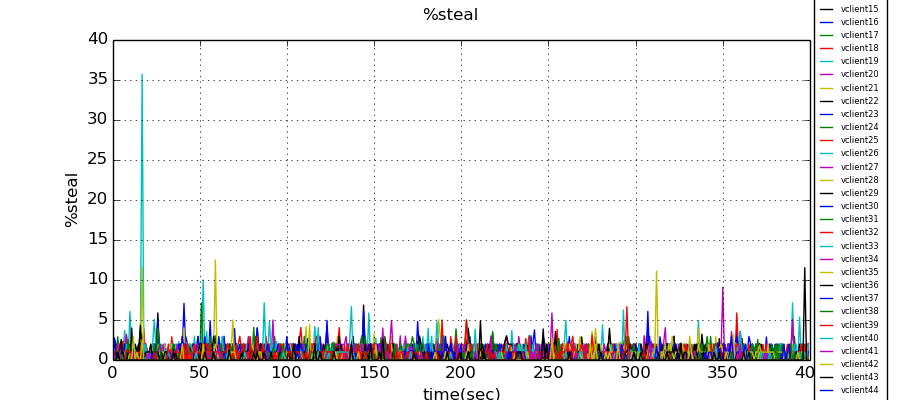 %steal
40
35
30
25
20
15
10
5
0
%steal
0 50 100 150 200 250 300 350 40
time(sec)
vclient15
vclient16
vclient17
vclient18
vclient19
vclient20
vclient21
vclient22
vclient23
vclient24
vclient25
vclient26
vclient27
vclient28
vclient29
vclient30
vclient31
vclient32
vclient33
vclient34
vclient35
vclient36
vclient37
vclient38
vclient39
vclient40
vclient41
vclient42
vclient43
vclient44